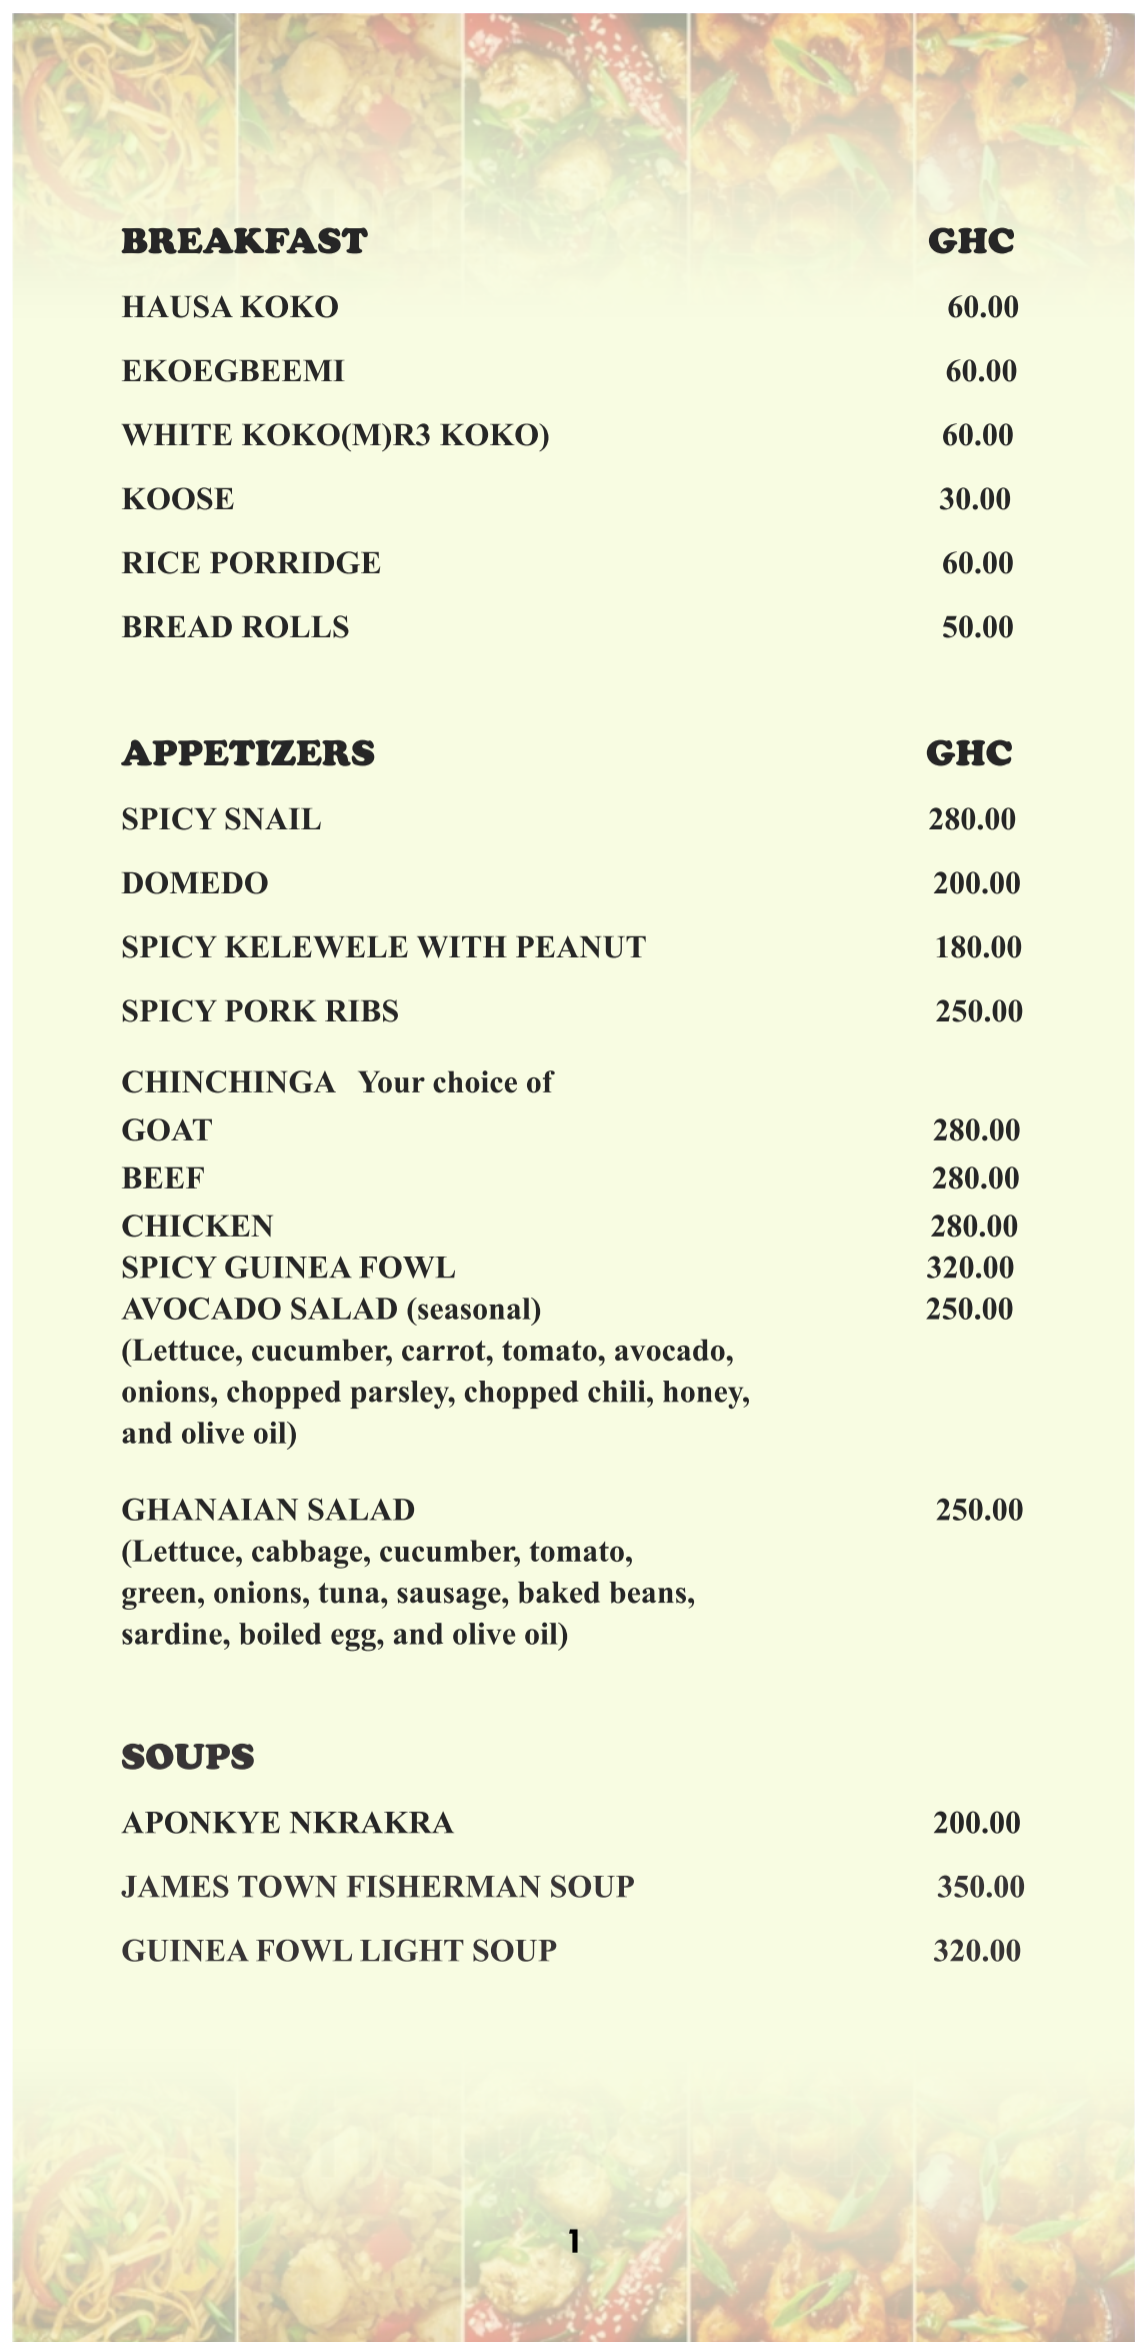 BREAKFAST GHC
HAUSA KOKO 60.00
EKOEGBEEMI 60.00
WHITE KOKO(M)R3 KOKO) 60.00
KOOSE 30.00
RICE PORRIDGE 60.00
BREAD ROLLS 50.00
APPETIZERS GHC
SPICY SNAIL 280.00
DOMEDO 200.00
SPICY KELEWELE WITH PEANUT 180.00
SPICY PORK RIBS 250.00
CHINCHINGA Your choice of
GOAT 280.00
BEEF 280.00
CHICKEN 280.00
SPICY GUINEA FOWL 320.00
AVOCADO SALAD (seasonal) 250.00
(Lettuce, cucumber, carrot, tomato, avocado,
onions, chopped parsley, chopped chili, honey,
and olive oil)
GHANAIAN SALAD 250.00
(Lettuce, cabbage, cucumber, tomato,
green, onions, tuna, sausage, baked beans,
sardine, boiled egg, and olive oil)
SOUPS
APONKYE NKRAKRA 200.00
JAMES TOWN FISHERMAN SOUP 350.00
GUINEA FOWL LIGHT SOUP 320.00
1